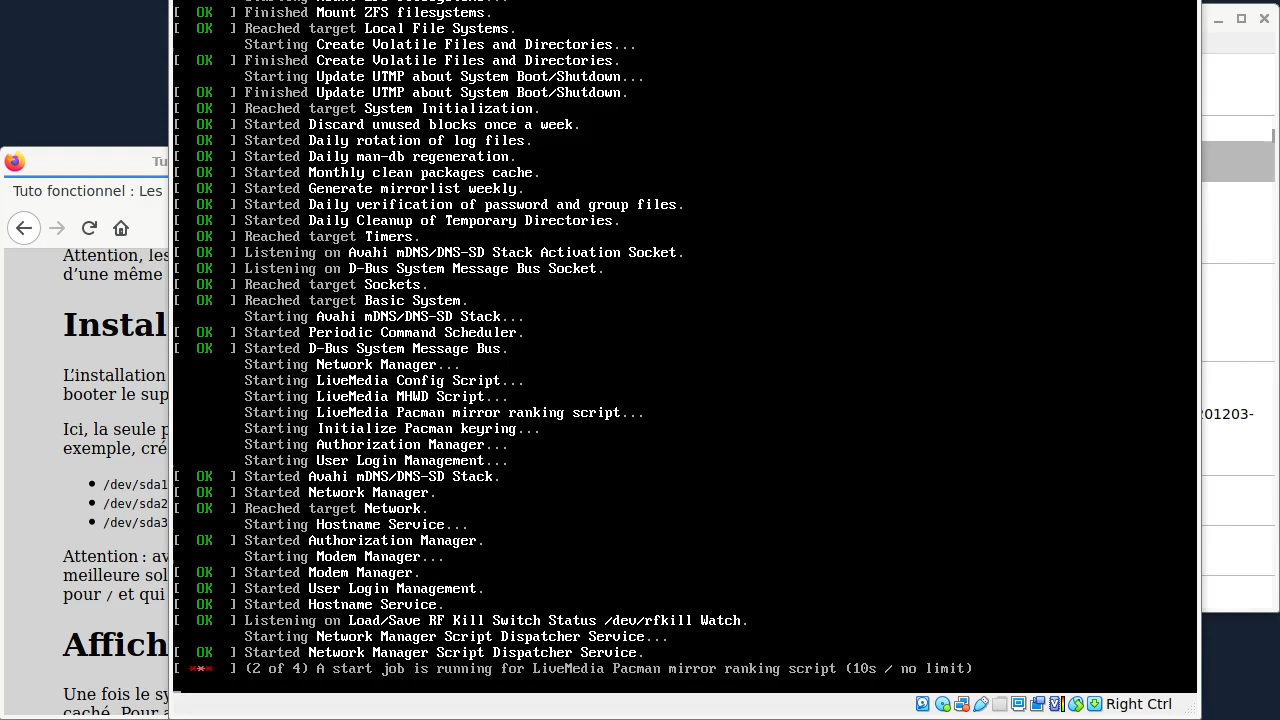 [  OK  ] Finished Mount ZFS filesystems.
[  OK  ] Reached target Local File Systems.
Starting Create Volatile Files and Directories...
[  OK  ] Finished Create Volatile Files and Directories.
Starting Update UTMP about System Boot/Shutdown...
[  OK  ] Finished Update UTMP about System Boot/Shutdown.
[  OK  ] Reached target System Initialization.
[  OK  ] Started Discard unused blocks once a week.
[  OK  ] Started Daily rotation of log files.
[  OK  ] Started Daily man-db regeneration.
[  OK  ] Started Monthly clean packages cache.
[  OK  ] Started Generate mirrorlist weekly.
[  OK  ] Started Daily verification of password and group files.
[  OK  ] Started Daily Cleanup of Temporary Directories.
[  OK  ] Reached target Timers.
[  OK  ] Listening on Avahi mDNS/DNS-SD Stack Activation Socket.
[  OK  ] Listening on D-Bus System Message Bus Socket.
[  OK  ] Reached target Sockets.
[  OK  ] Reached target Basic System.
Starting Avahi mDNS/DNS-SD Stack...
[  OK  ] Started Periodic Command Scheduler.
[  OK  ] Started D-Bus System Message Bus.
Starting Network Manager...
Starting LiveMedia Config Script...
Starting LiveMedia MHWD Script...
Starting LiveMedia Pacman mirror ranking script...
Starting Initialize Pacman keyring...
Starting Authorization Manager...
Starting User Login Management...
[  OK  ] Started Avahi mDNS/DNS-SD Stack.
[  OK  ] Started Network Manager.
[  OK  ] Reached target Network.
Starting Hostname Service...
[  OK  ] Started Authorization Manager.
Starting Modem Manager...
[  OK  ] Started Modem Manager.
[  OK  ] Started User Login Management.
[  OK  ] Started Hostname Service.
[  OK  ] Listening on Load/Save RF Kill Switch Status /dev/rfkill Watch.
Starting Network Manager Script Dispatcher Service...
[  OK  ] Started Network Manager Script Dispatcher Service.
[ *** ] (2 of 4) A start job is running for LiveMedia Pacman mirror ranking script (10s / no limit)
Right Ctrl
Tu
Tuto fonctionnel : Les
Attention, les
d'une même
Instal
L'installation
booter le sup
Ici, la seule p
exemple, cré
/dev/sda1
/dev/sda2
/dev/sda3
Attention : av
meilleure sol
pour / et qui
Affich
Une fois le sy
caché. Pour a
201203-